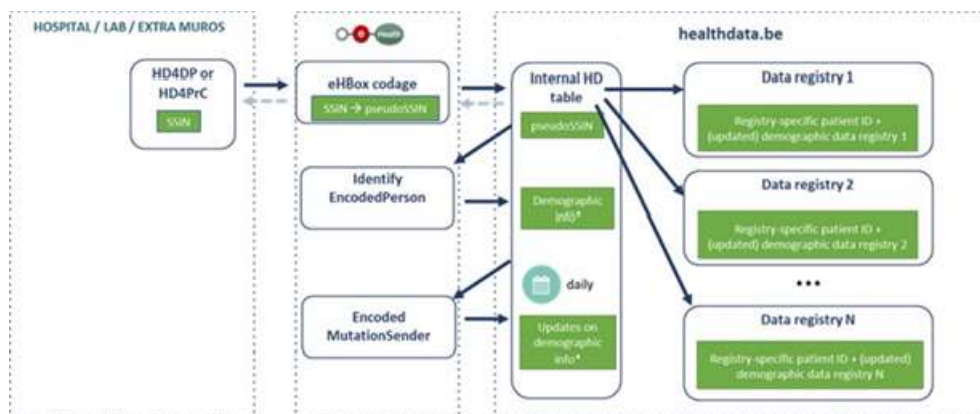 HOSPITAL / LAB / EXTRA MUROS
HD4DP or
HD4PrC
SSIN
e Health
eHBox codage
SSIN → pseudoSSIN
Identify
EncodedPerson
Encoded
MutationSender
healthdata.be
Internal HD
table
pseudoSSIN
Demographic
info*
daily
Updates on
demographic
info*
Data registry 1
Registry-specific patient ID +
(updated) demographic data registry 1
Data registry 2
Registry-specific patient ID +
(updated) demographic data registry 2
...
Data registry N
Registry-specific patient ID + (updated)
demographic data registry N